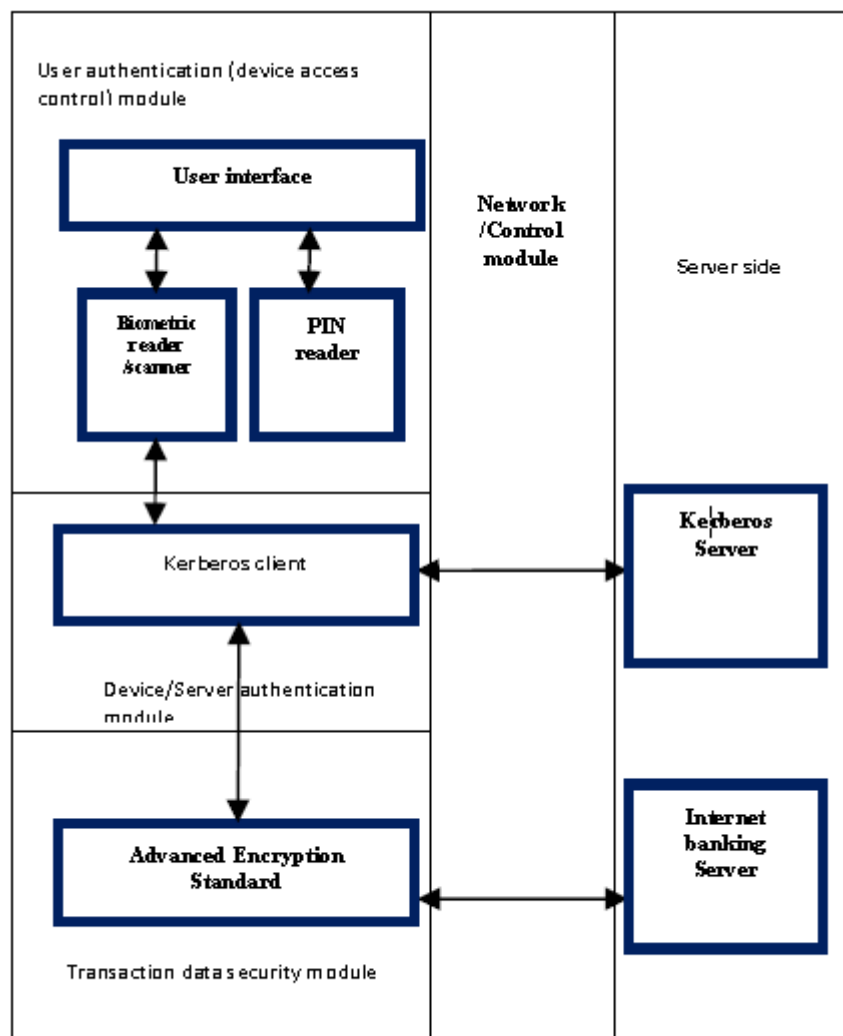 User authentication (device access
control) module
User interface
Biometric
reader
/scanner
PIN
reader
Kerberos client
Device/Server authentication
module
Advanced Encryption
Standard
Transaction data security module
Network
/Control
module
Server side
Kerberos
Server
Internet
banking
Server